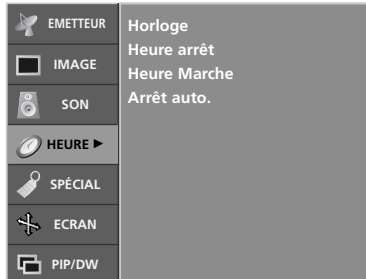 EMETTEUR
IMAGE
SON
HEURE ►
SPÉCIAL
ECRAN
PIP/DW
Horloge
Heure arrêt
Heure Marche
Arrêt auto.